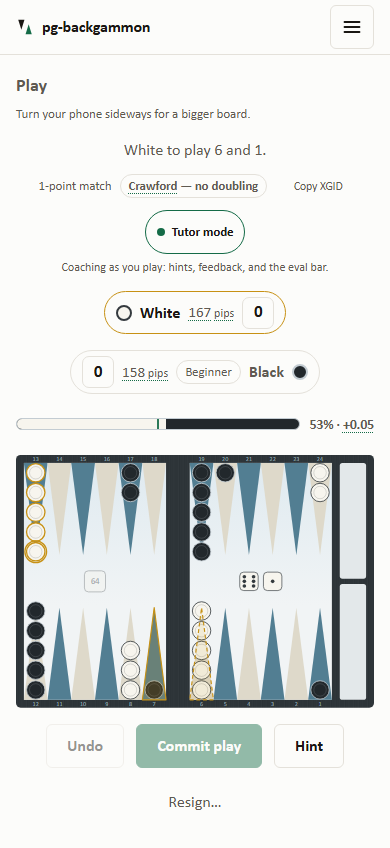 pg-backgammon
Play
Turn your phone sideways for a bigger board.
White to play 6 and 1.
1-point match Crawford — no doubling Copy XGID
Tutor mode
Coaching as you play: hints, feedback, and the eval bar.
White 167 pips 0
0 158 pips Beginner Black
53% · +0.05
13 14 15 16 17 18 19 20 21 22 23 24
64
12 11 10 9 8 7 6 5 4 3 2 1
Undo Commit play Hint
Resign...